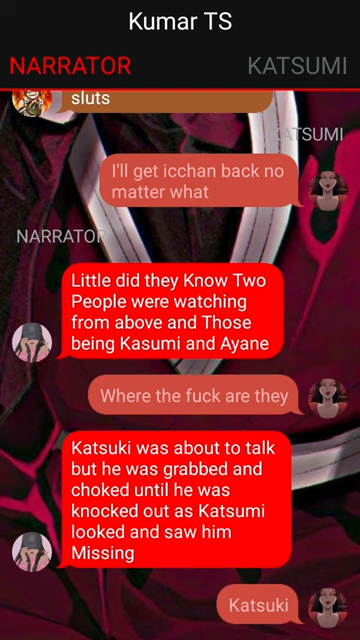 Kumar TS
NARRATOR KATSUMI
sluts
KATSUMI
I'll get icchan back no
matter what
NARRATOR
Little did they Know Two
People were watching
from above and Those
being Kasumi and Ayane
Where the fuck are they
Katsuki was about to talk
but he was grabbed and
choked until he was
knocked out as Katsumi
looked and saw him
Missing
Katsuki